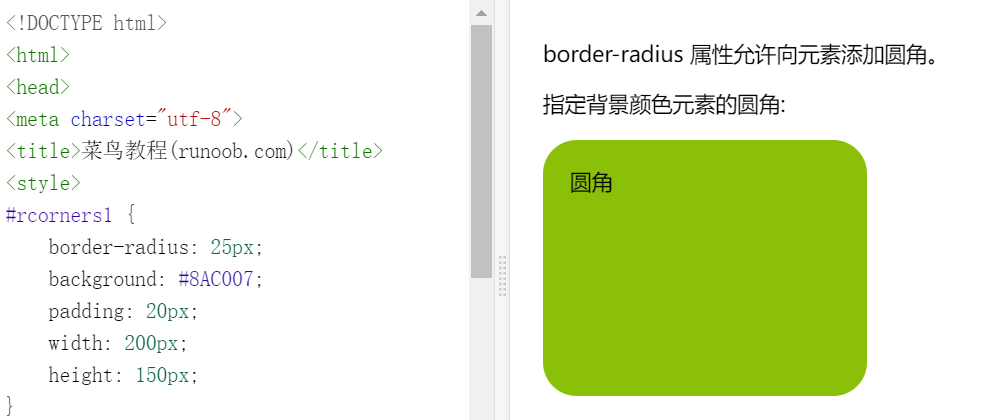 <!DOCTYPE html>
<html>
<head>
<meta charset="utf-8">
<title>菜鸟教程(runoob.com)</title>
<style>
#rcorners1 {
    border-radius: 25px;
    background: #8AC007;
    padding: 20px;
    width: 200px;
    height: 150px;
}
border-radius 属性允许向元素添加圆角。
指定背景颜色元素的圆角:
圆角